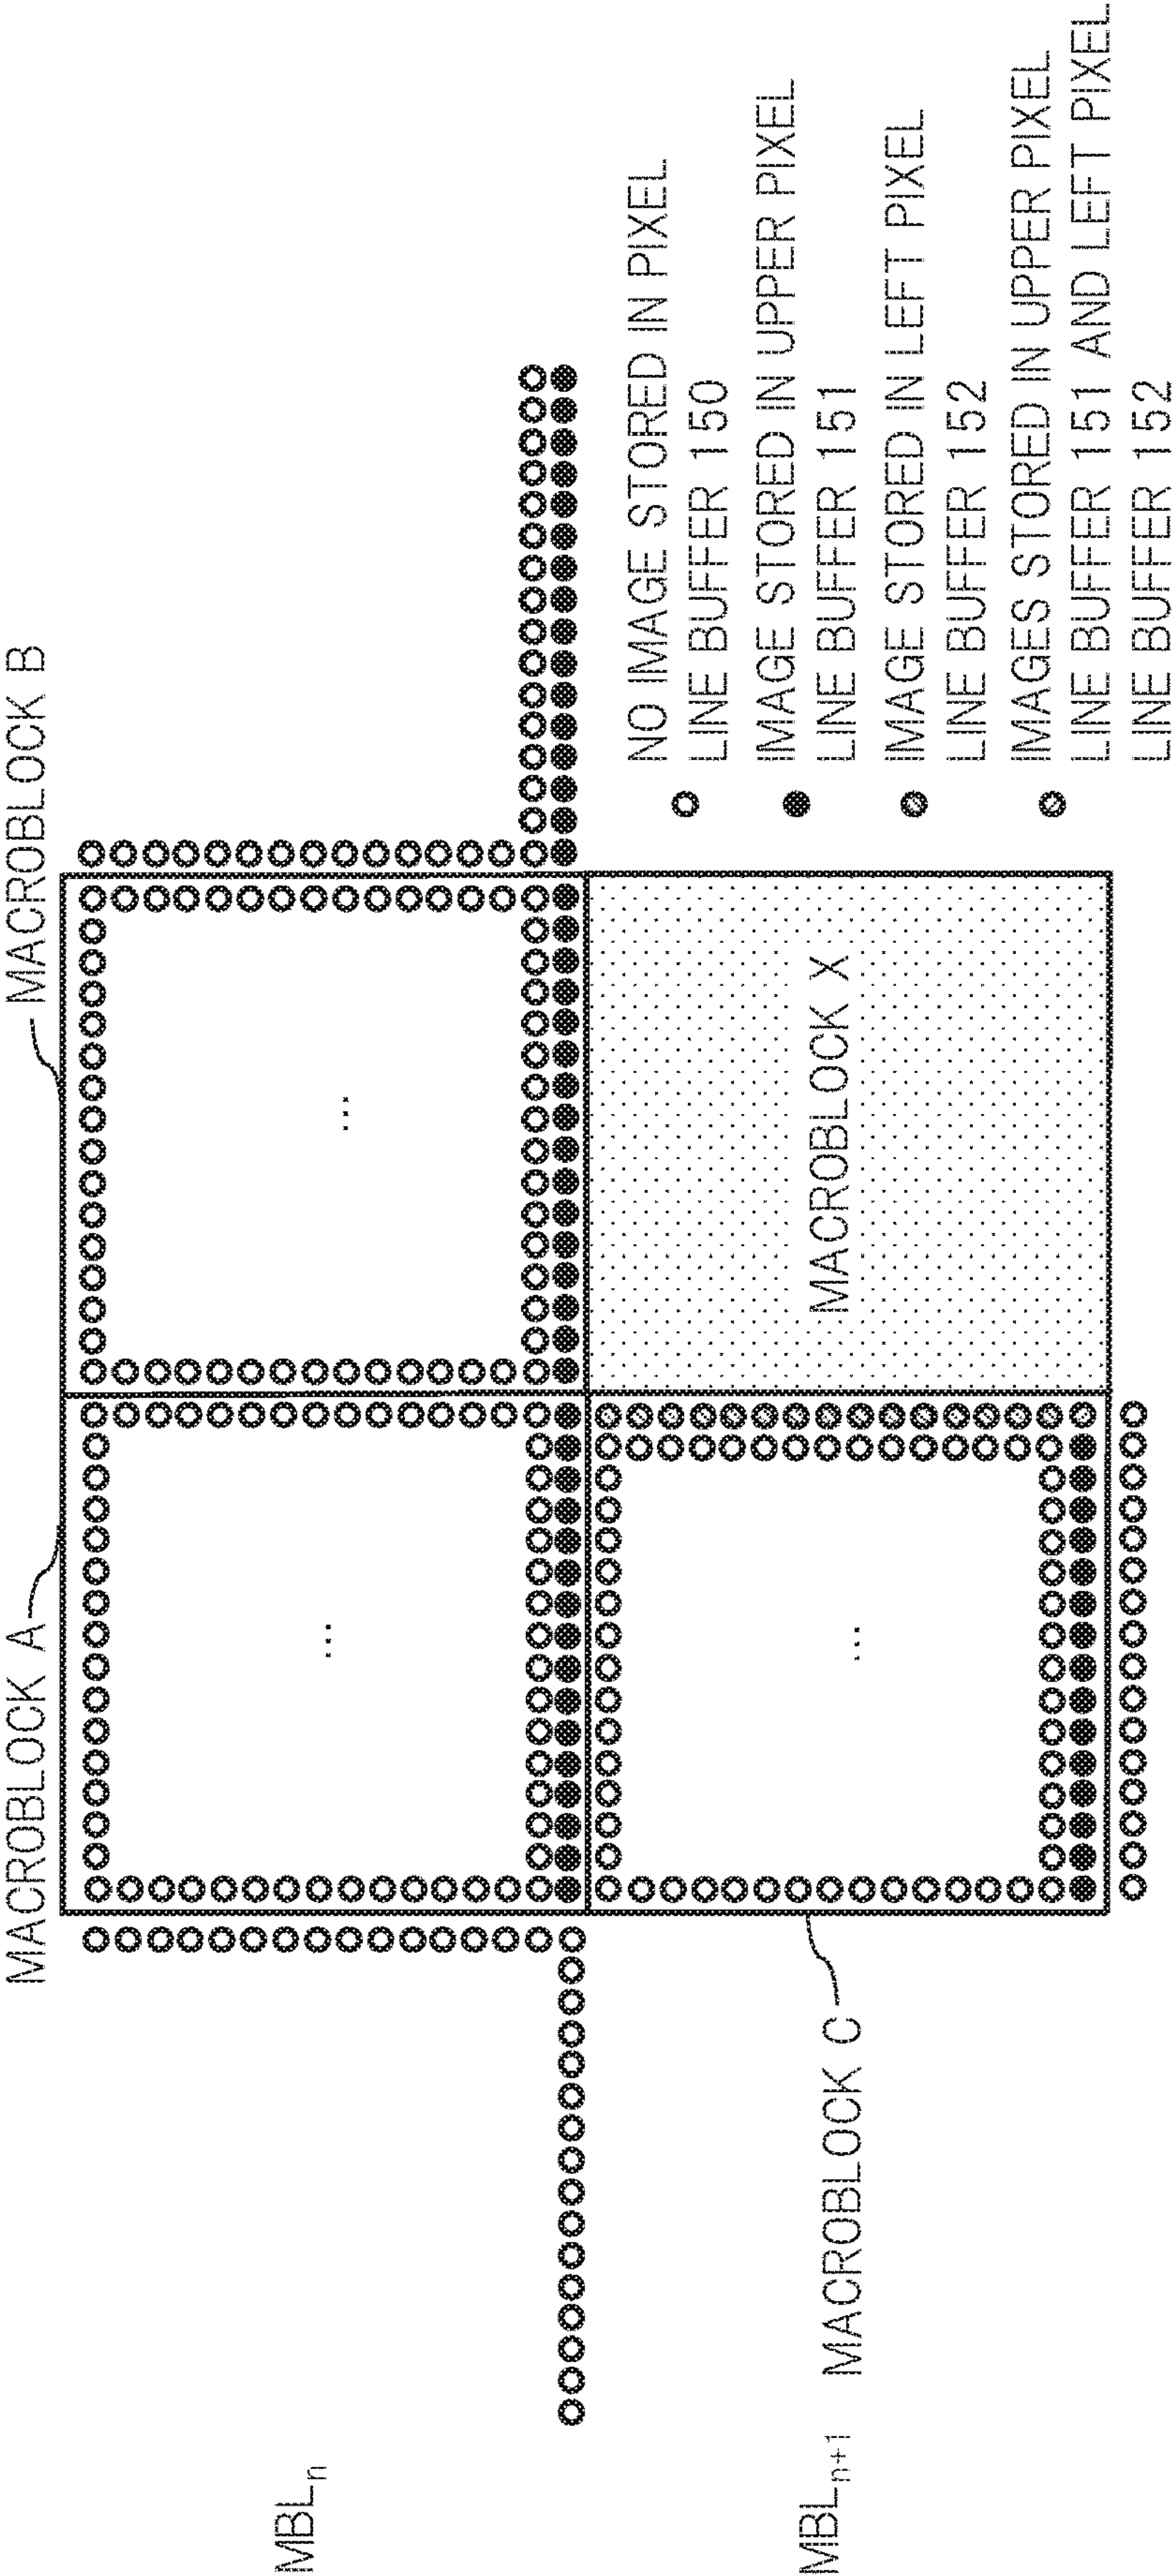 MACROBLOCK A
MACROBLOCK B
MBLn
...
...
MBLn+1
MACROBLOCK C
...
MACROBLOCK X
NO IMAGE STORED IN PIXEL
LINE BUFFER 150
IMAGE STORED IN UPPER PIXEL
LINE BUFFER 151
IMAGE STORED IN LEFT PIXEL
LINE BUFFER 152
IMAGES STORED IN UPPER PIXEL
LINE BUFFER 151 AND LEFT PIXEL
LINE BUFFER 152